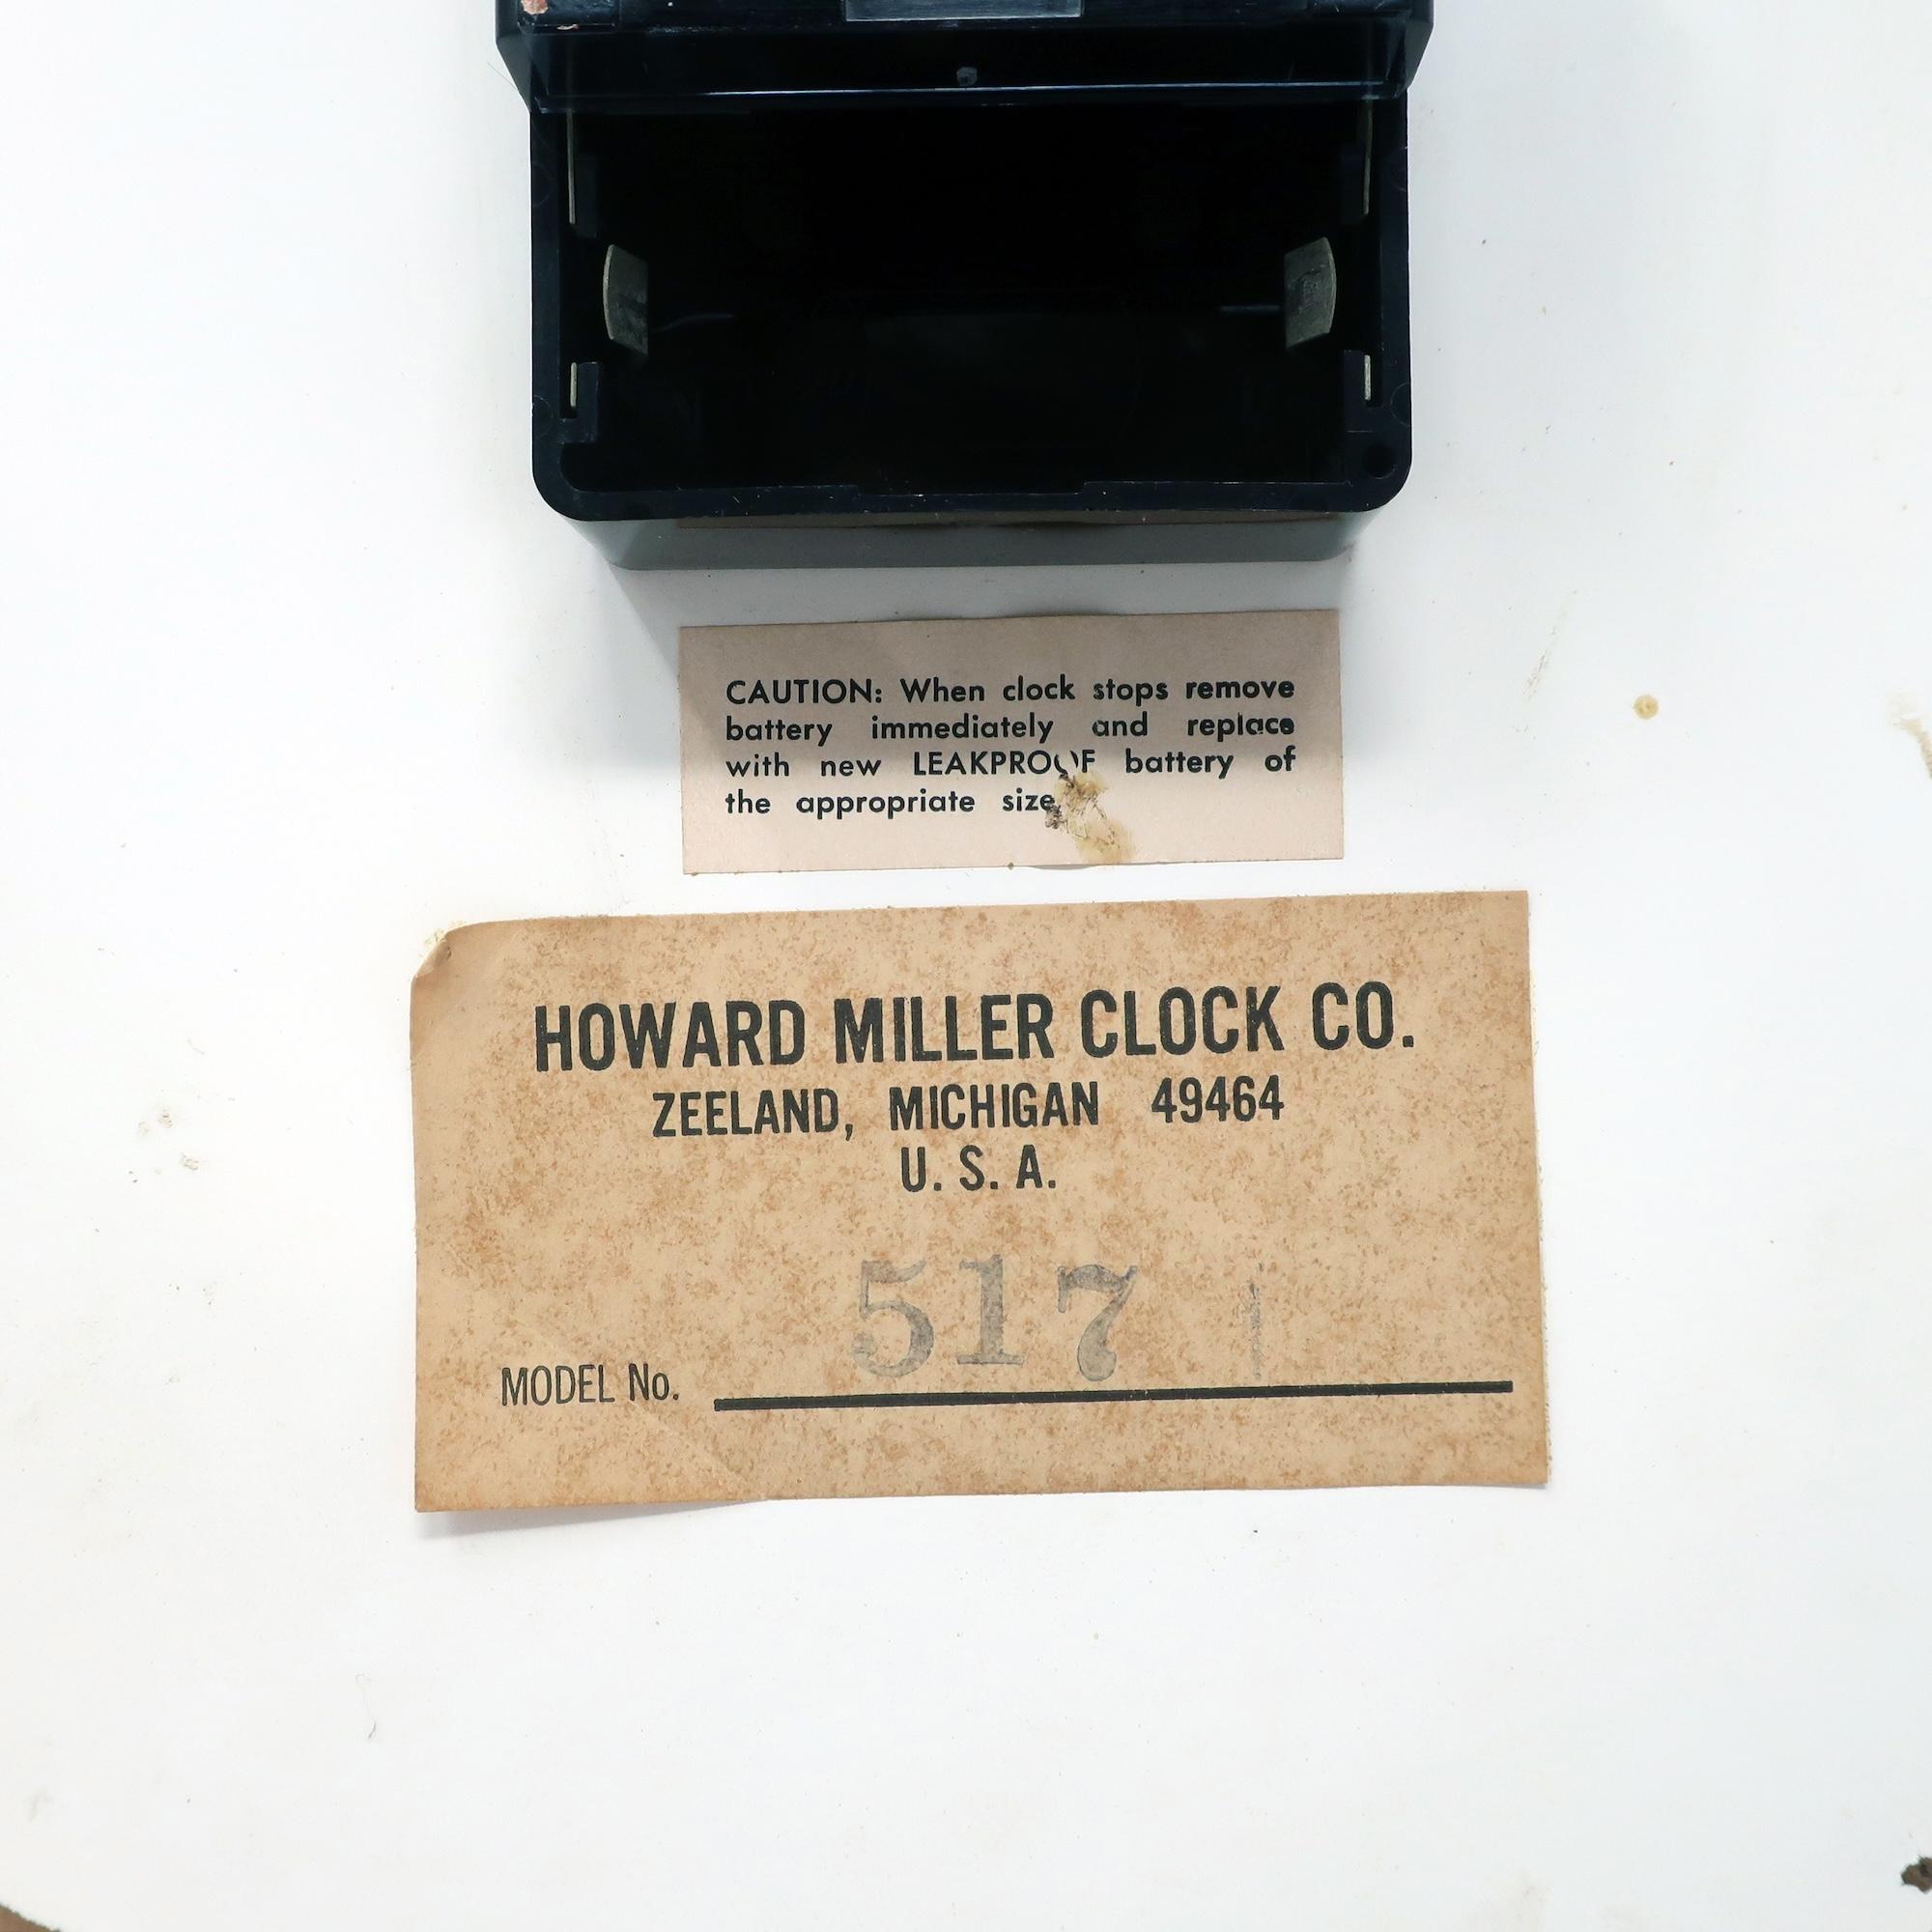 CAUTION: When clock stops remove
battery immediately and replace
with new LEAKPROOF battery of
the appropriate size
HOWARD MILLER CLOCK CO.
ZEELAND, MICHIGAN 49464
U. S. A.
517
MODEL No.